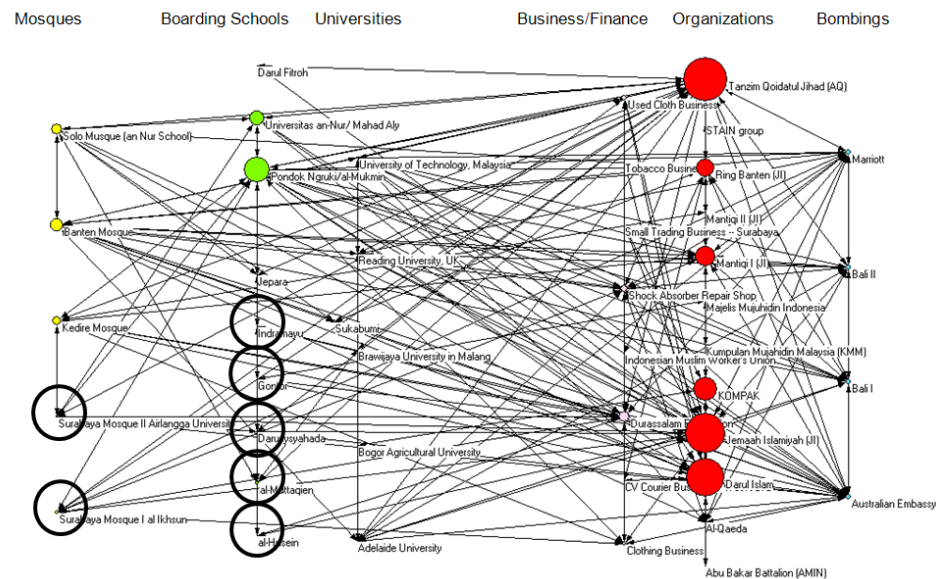 Mosques
Boarding Schools
Universities
Business/Finance
Organizations
Bombings
Darul Fitroh
Tanzim Qoidatul Jihad (AQ)
Used Cloth Business
Universitas an-Nur/ Mahad Aly
Solo Musque (an Nur School)
STAIN group
University of Technology, Malaysia
Marriott
Pondok Ngruki/al-Mukmin
Tobacco Busine
Ring Banten (JI)
Mantiqi II (JI)
Banten Mosque
Small Trading Business -- Surabaya
Reading University, UK
Mantiqi I (JI)
Bali II
Jepara
Shock Absorber Repair Shop
Majelis Mujuhidin Indonesia
Kedire Mosque
Indramayu
Sukabumi
Brawijaya University in Malang
Kumpulan Mujahidin Malaysia (KMM)
Indonesian Muslim Worker's Union
Gontor
Bali I
KOMPAK
Surabaya Mosque II Airlangga University
Durassalam
Darusysyahada
Jemaah Islamiyah (JI)
Bogor Agricultural University
CV Courier Bus
Darul Islam
al-Muttaqien
Australian Embassy
Surabaya Mosque I al Ikhsun
Al-Qaeda
al-Husein
Adelaide University
Clothing Business
Abu Bakar Battalion (AMIN)